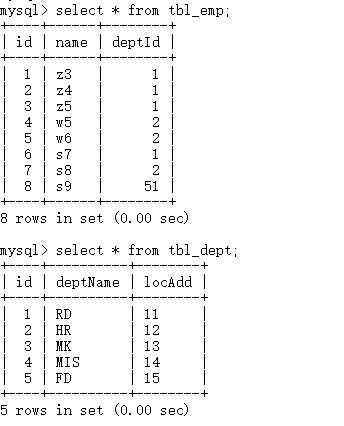 mysql> select * from tbl_emp;
+----+------+--------+
| id | name | deptId |
+----+------+--------+
|  1 | z3   |      1 |
|  2 | z4   |      1 |
|  3 | z5   |      1 |
|  4 | w5   |      2 |
|  5 | w6   |      2 |
|  6 | s7   |      1 |
|  7 | s8   |      2 |
|  8 | s9   |     51 |
+----+------+--------+
8 rows in set (0.00 sec)
mysql> select * from tbl_dept;
+----+----------+--------+
| id | deptName | locAdd |
+----+----------+--------+
|  1 | RD       | 11     |
|  2 | HR       | 12     |
|  3 | MK       | 13     |
|  4 | MIS      | 14     |
|  5 | FD       | 15     |
+----+----------+--------+
5 rows in set (0.00 sec)